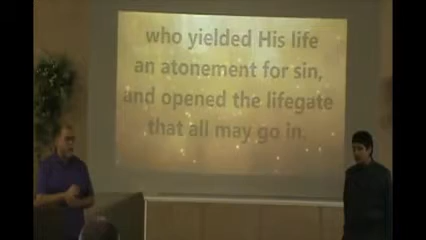 who yielded His life
an atonement for sin,
and opened the lifegate
that all may go in.